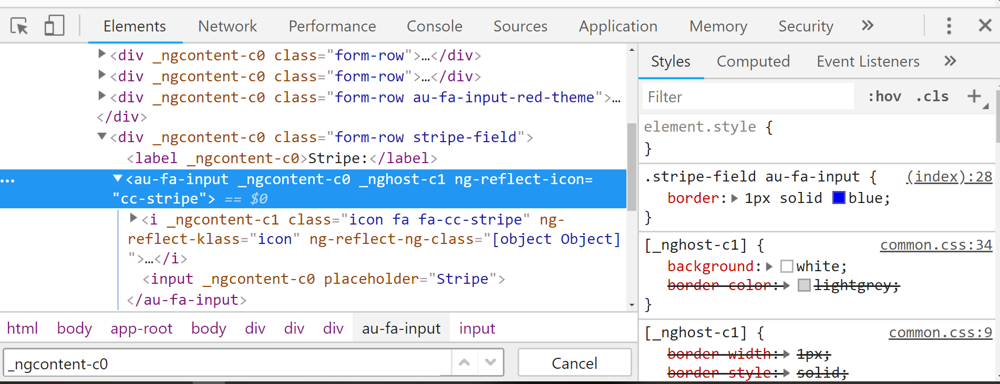 Elements Network Performance Console Sources Application Memory Security »
<div _ngcontent-c0 class="form-row">…</div>
<div _ngcontent-c0 class="form-row">…</div>
<div _ngcontent-c0 class="form-row au-fa-input-red-theme">…
</div>
<div _ngcontent-c0 class="form-row stripe-field">
<label _ngcontent-c0>Stripe:</label>
… <au-fa-input _ngcontent-c0 _nghost-c1 ng-reflect-icon=
"cc-stripe"> == $0
<i _ngcontent-c1 class="icon fa fa-cc-stripe" ng-
reflect-klass="icon" ng-reflect-ng-class="[object Object]
">…</i>
<input _ngcontent-c0 placeholder="Stripe">
</au-fa-input>
html body app-root body div div div au-fa-input input
_ngcontent-c0 Cancel
Styles Computed Event Listeners »
Filter :hov .cls +
element.style {
}
.stripe-field au-fa-input { (index):28
border: 1px solid blue;
}
[_nghost-c1] { common.css:34
background: white;
border-color: lightgrey;
}
[_nghost-c1] { common.css:9
border-width: 1px;
border-style: solid;